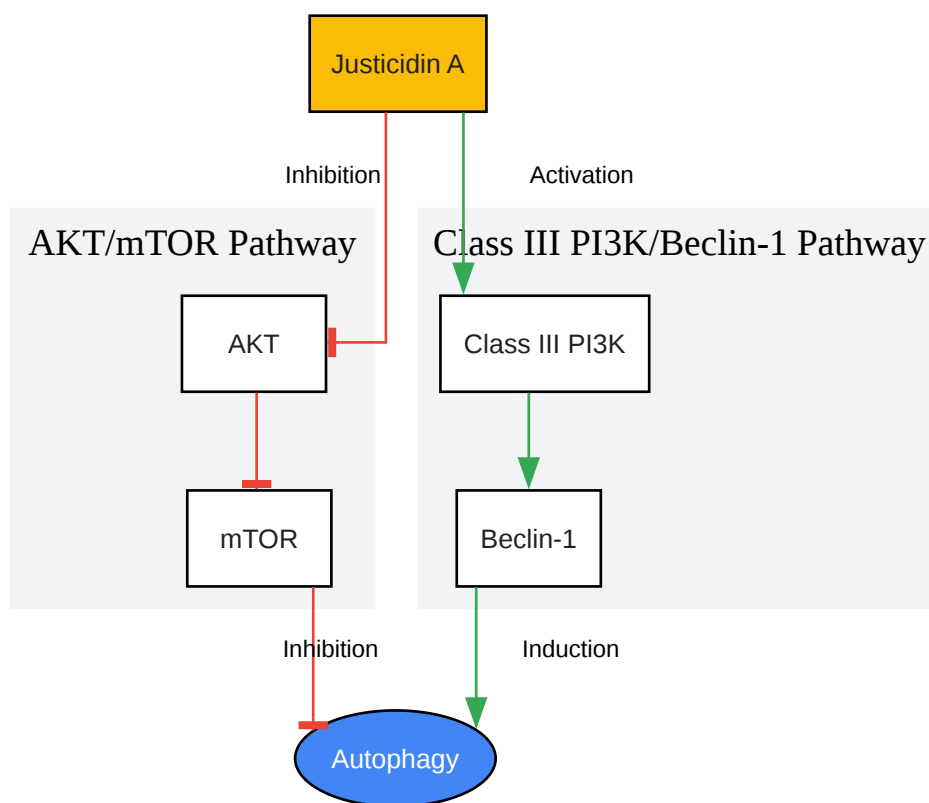 Justicidin A
Inhibition
Activation
AKT/mTOR Pathway
Class III PI3K/Beclin-1 Pathway
AKT
Class III PI3K
mTOR
Beclin-1
Inhibition
Induction
Autophagy